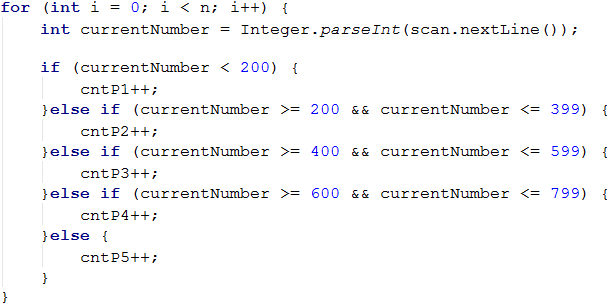 for (int i = 0; i < n; i++) {
    int currentNumber = Integer.parseInt(scan.nextLine());

    if (currentNumber < 200) {
        cntP1++;
    }else if (currentNumber >= 200 && currentNumber <= 399) {
        cntP2++;
    }else if (currentNumber >= 400 && currentNumber <= 599) {
        cntP3++;
    }else if (currentNumber >= 600 && currentNumber <= 799) {
        cntP4++;
    }else {
        cntP5++;
    }
}